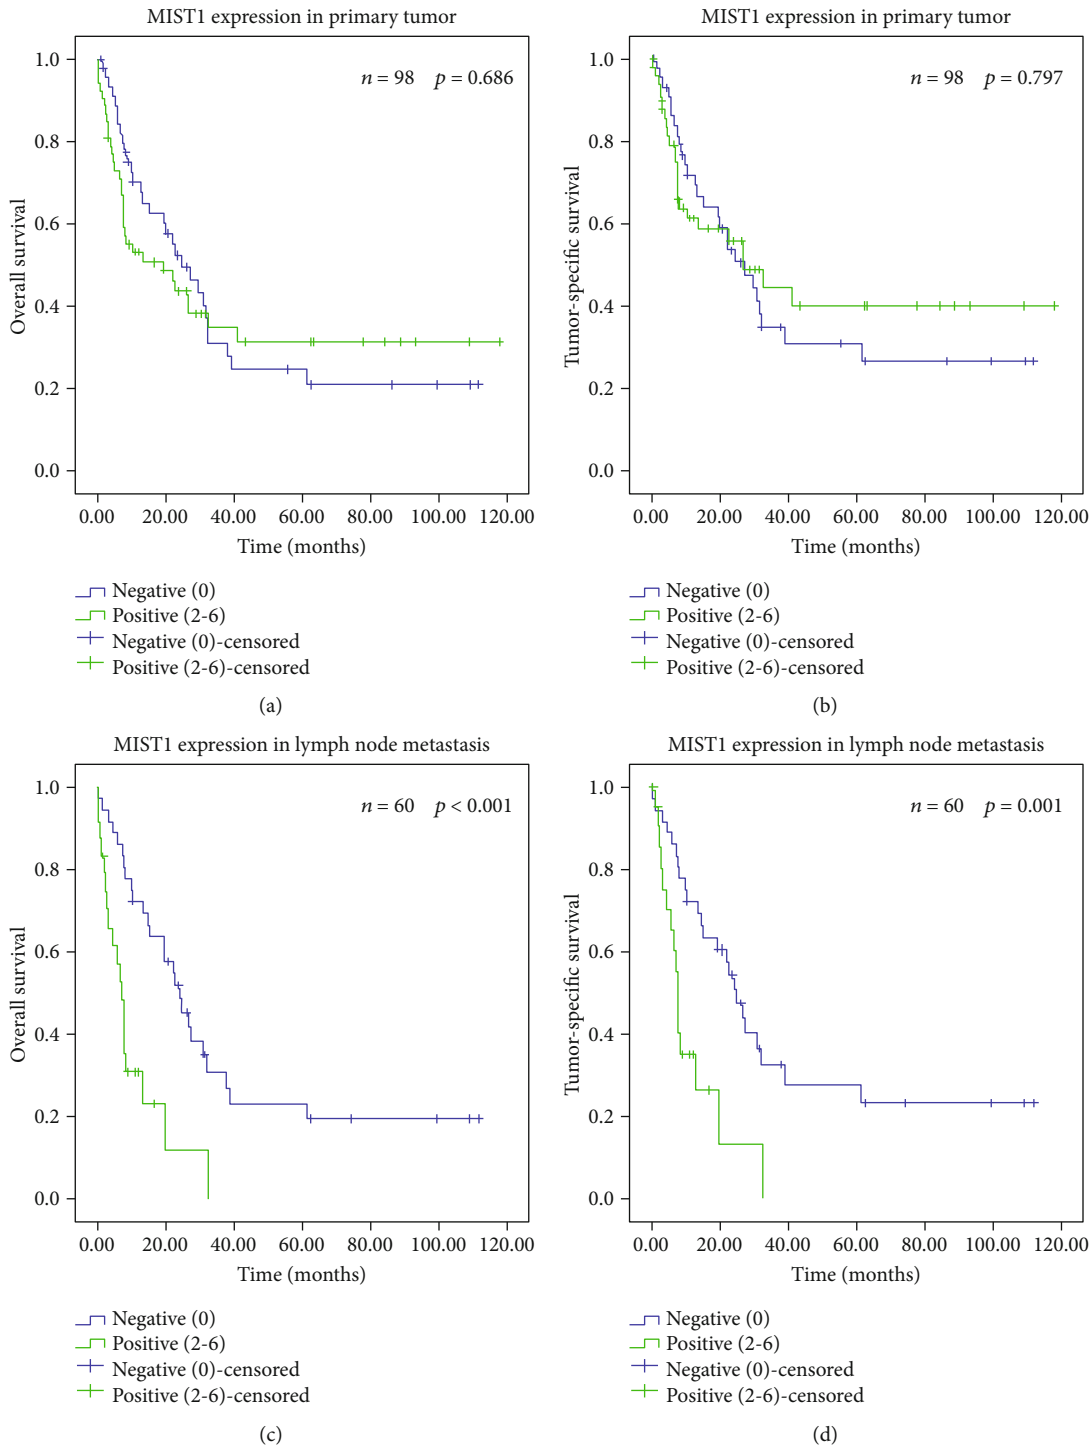 MIST1 expression in primary tumor
n = 98 p = 0.686
Overall survival
1.0
0.8
0.6
0.4
0.2
0.0
0.00 20.00 40.00 60.00 80.00 100.00 120.00
Time (months)
Negative (0)
Positive (2-6)
Negative (0)-censored
Positive (2-6)-censored
(a)
MIST1 expression in primary tumor
n = 98 p = 0.797
Tumor-specific survival
1.0
0.8
0.6
0.4
0.2
0.0
0.00 20.00 40.00 60.00 80.00 100.00 120.00
Time (months)
Negative (0)
Positive (2-6)
Negative (0)-censored
Positive (2-6)-censored
(b)
MIST1 expression in lymph node metastasis
n = 60 p < 0.001
Overall survival
1.0
0.8
0.6
0.4
0.2
0.0
0.00 20.00 40.00 60.00 80.00 100.00 120.00
Time (months)
Negative (0)
Positive (2-6)
Negative (0)-censored
Positive (2-6)-censored
(c)
MIST1 expression in lymph node metastasis
n = 60 p = 0.001
Tumor-specific survival
1.0
0.8
0.6
0.4
0.2
0.0
0.00 20.00 40.00 60.00 80.00 100.00 120.00
Time (months)
Negative (0)
Positive (2-6)
Negative (0)-censored
Positive (2-6)-censored
(d)